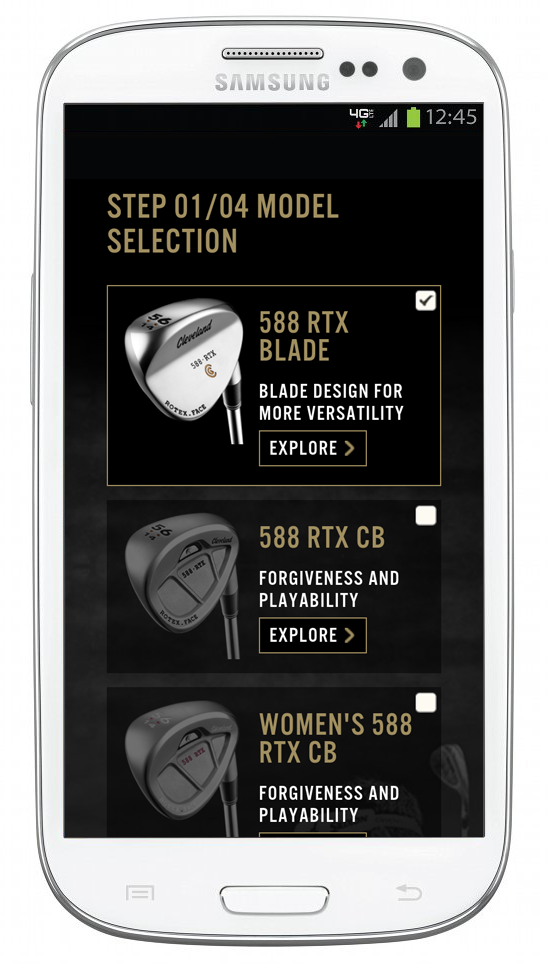 SAMSUNG
4G LTE 12:45
STEP 01/04 MODEL
SELECTION
588 RTX
BLADE
BLADE DESIGN FOR
MORE VERSATILITY
EXPLORE >
56
Cleveland
588·RTX
ROTEX.FACE
588 RTX CB
FORGIVENESS AND
PLAYABILITY
EXPLORE >
56
Cleveland
588·RTX
ROTEX.FACE
WOMEN'S 588
RTX CB
FORGIVENESS AND
PLAYABILITY
588 RTX